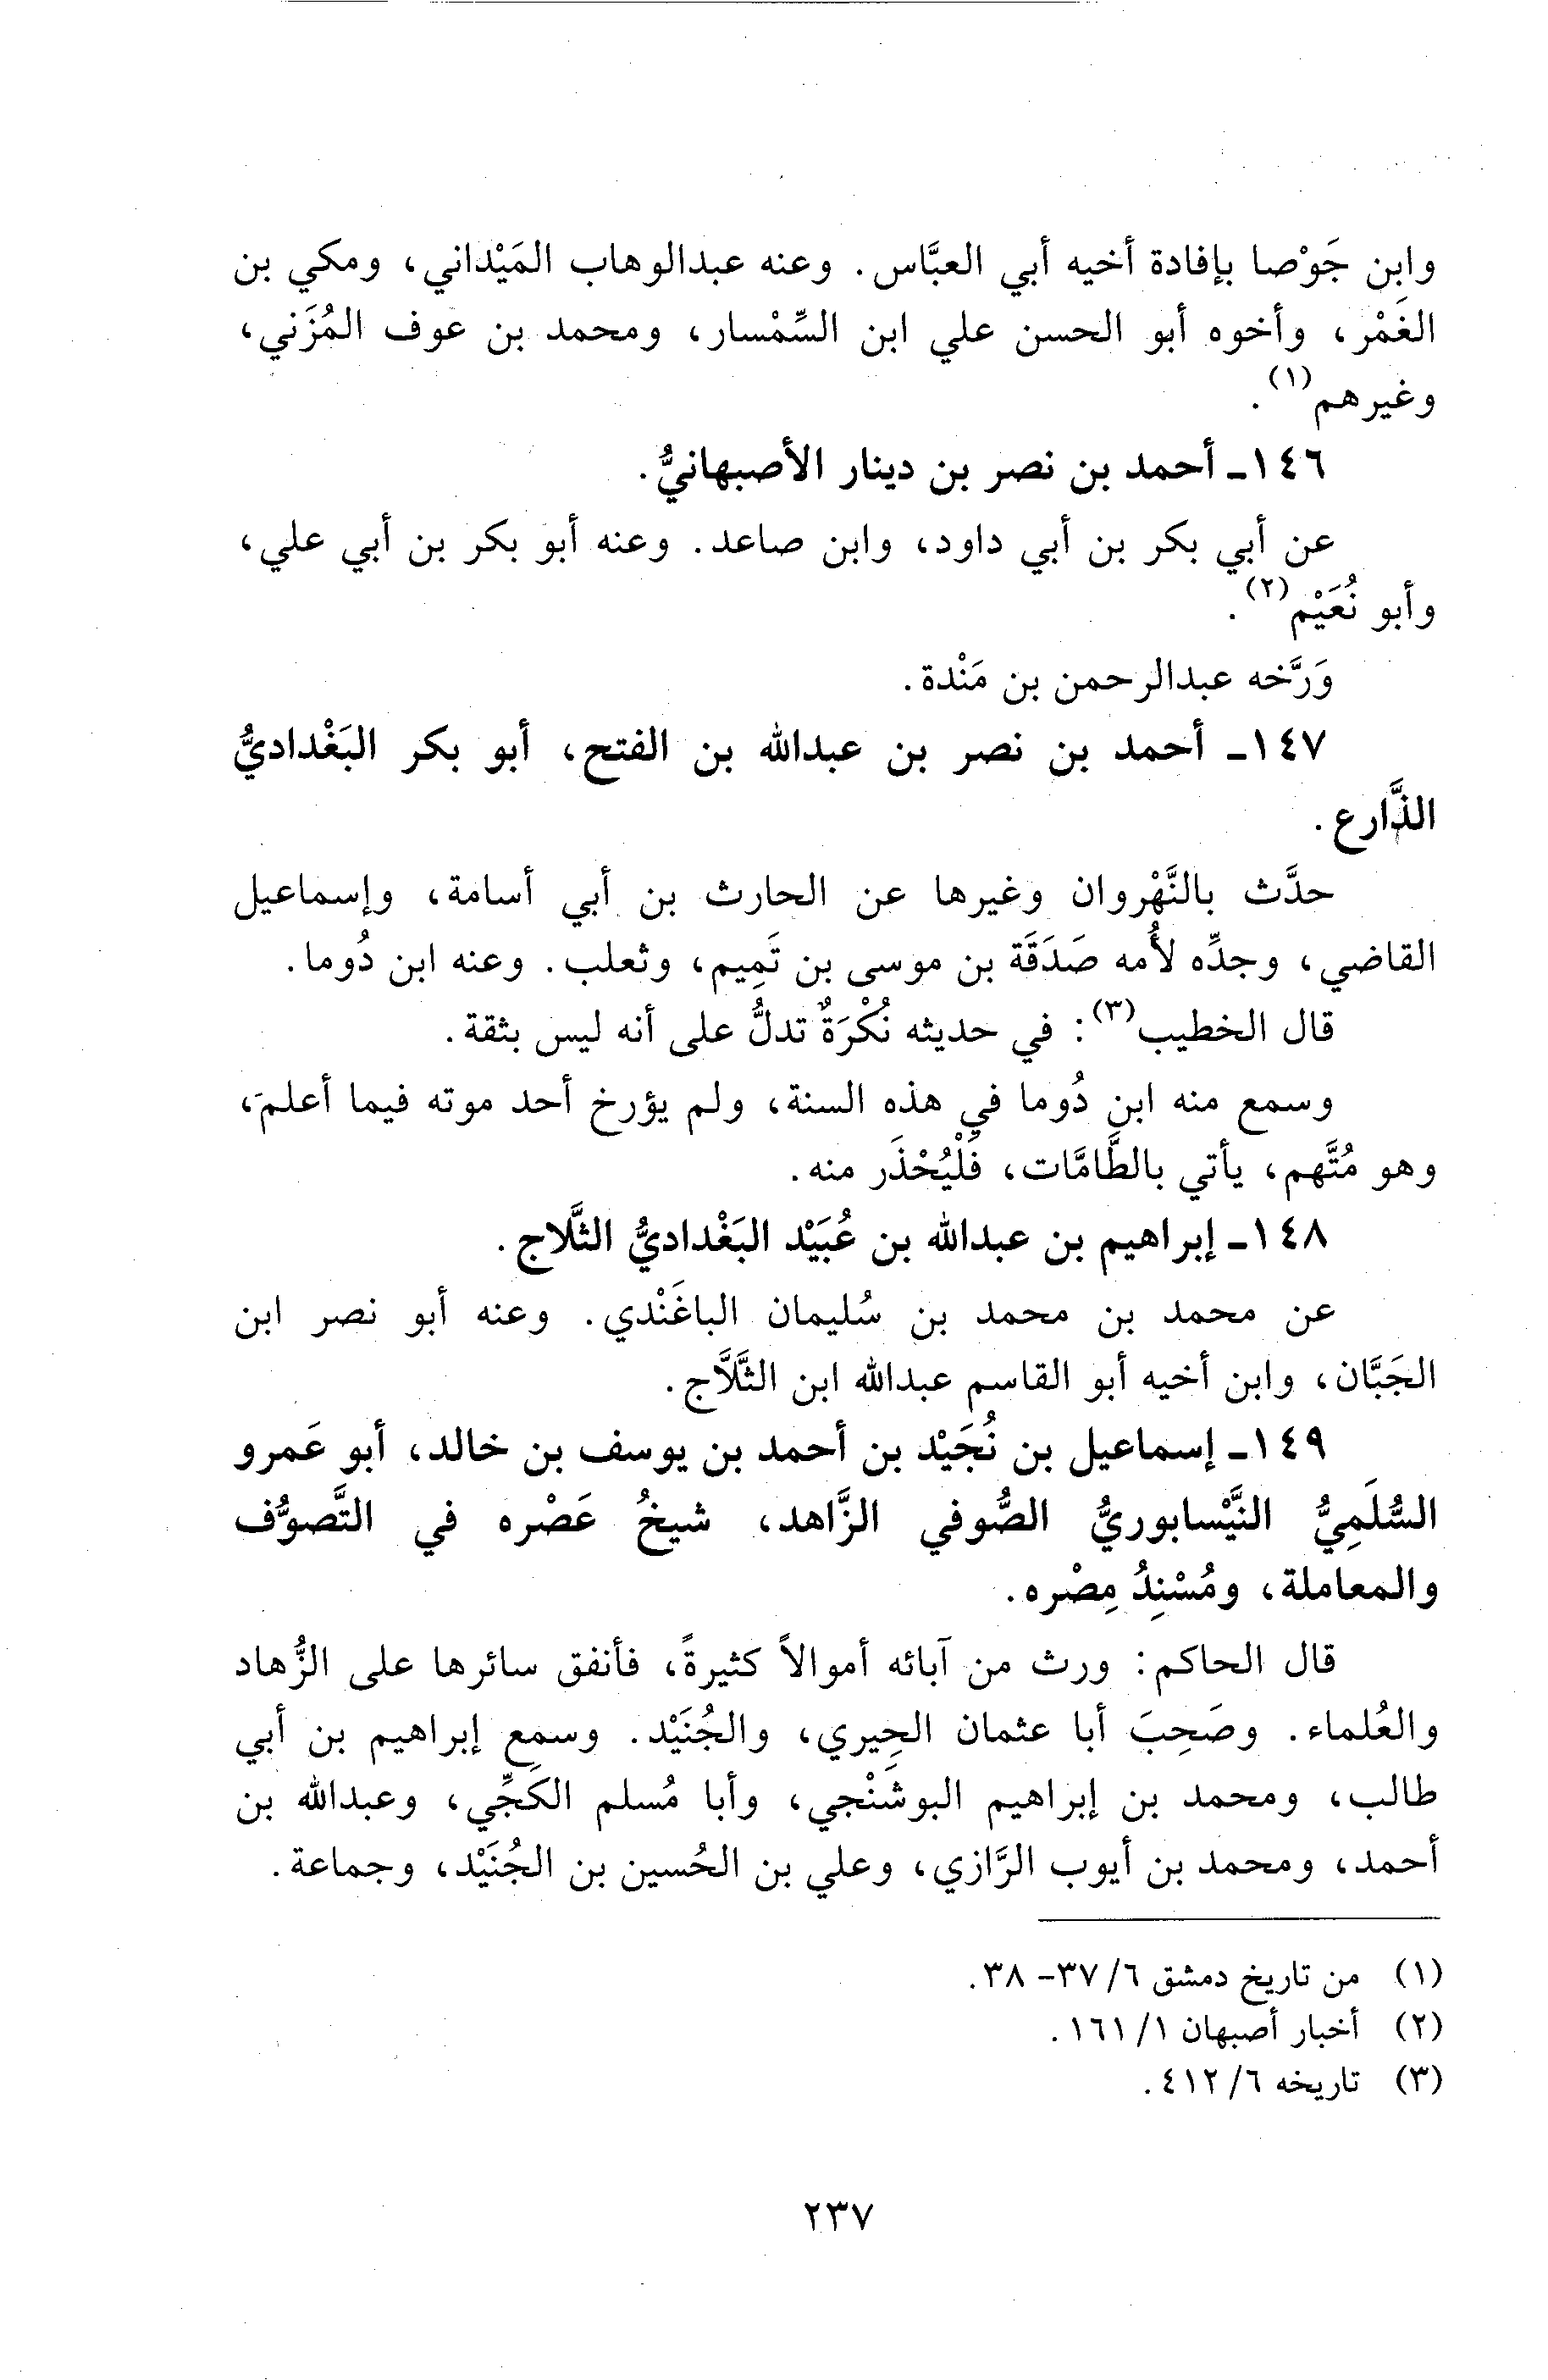 وابن جَوْصا بإفادة أخيه أبي العبَّاس. وعنه عبدالوهاب المَيْداني، ومكي بن
الغَمْر، وأخوه أبو الحسن علي ابن السِّمْسار، ومحمد بن عوف المُزَني،
وغيرهم(١).
١٤٦ـ أحمد بن نصر بن دينار الأصبهانيُّ.
عن أبي بكر بن أبي داود، وابن صاعد. وعنه أبو بكر بن أبي علي،
وأبو نُعَيْم(٢).
وَرَّخه عبدالرحمن بن مَنْدة.
١٤٧ـ أحمد بن نصر بن عبدالله بن الفتح، أبو بكر البَغْداديُّ
الذَّارع.
حدَّث بالنَّهْروان وغيرها عن الحارث بن أبي أسامة، وإسماعيل
القاضي، وجدِّه لأُمه صَدَقَة بن موسى بن تَمِيم، وثعلب. وعنه ابن دُوما.
قال الخطيب(٣): في حديثه نُكْرَةٌ تدلُّ على أنه ليس بثقة.
وسمع منه ابن دُوما في هذه السنة، ولم يؤرخ أحد موته فيما أعلم،
وهو مُتَّهم، يأتي بالطَّامَّات، فَلْيُحْذَر منه.
١٤٨ـ إبراهيم بن عبدالله بن عُبَيْد البَغْداديُّ الثَّلاج.
عن محمد بن محمد بن سُليمان الباغَنْدي. وعنه أبو نصر ابن
الجَبَّان، وابن أخيه أبو القاسم عبدالله ابن الثَّلَّاج.
١٤٩ـ إسماعيل بن نُجَيْد بن أحمد بن يوسف بن خالد، أبو عَمرو
السُّلَمِيُّ النَّيْسابوريُّ الصُّوفي الزَّاهد، شيخُ عَصْره في التَّصوُّف
والمعاملة، ومُسْنِدُ مِصْره.
قال الحاكم: ورث من آبائه أموالاً كثيرةً، فأنفق سائرها على الزُّهاد
والعُلماء. وصَحِبَ أبا عثمان الحِيري، والجُنَيْد. وسمِع إبراهيم بن أبي
طالب، ومحمد بن إبراهيم البوشَنْجي، وأبا مُسلم الكَجِّي، وعبدالله بن
أحمد، ومحمد بن أيوب الرَّازي، وعلي بن الحُسين بن الجُنَيْد، وجماعة.
(١) من تاريخ دمشق ٦/ ٣٧- ٣٨.
(٢) أخبار أصبهان ١/ ١٦١.
(٣) تاريخه ٦/ ٤١٢.
٢٣٧